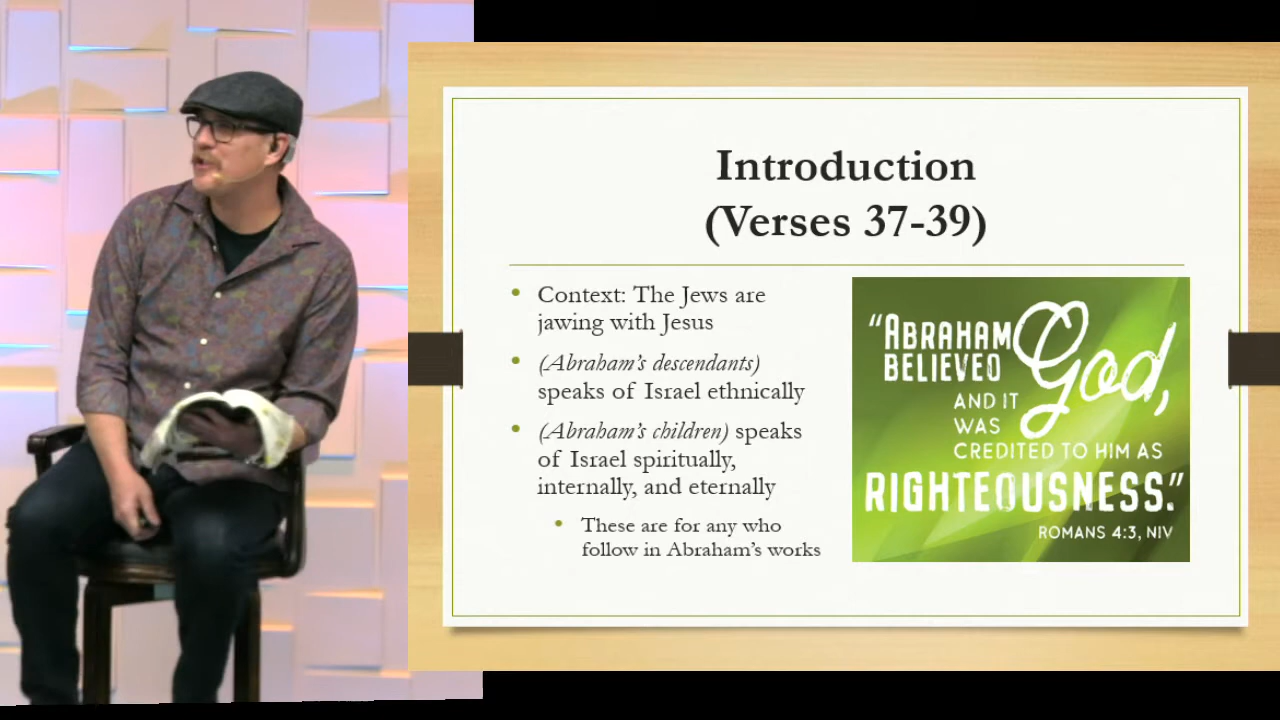 Introduction
(Verses 37-39)
Context: The Jews are
jawing with Jesus
(Abraham's descendants)
speaks of Israel ethnically
(Abraham's children) speaks
of Israel spiritually,
internally, and eternally
These are for any who
follow in Abraham's works
“ABRAHAM
BELIEVED God,
AND IT
WAS
CREDITED TO HIM AS
RIGHTEOUSNESS.”
ROMANS 4:3, NIV